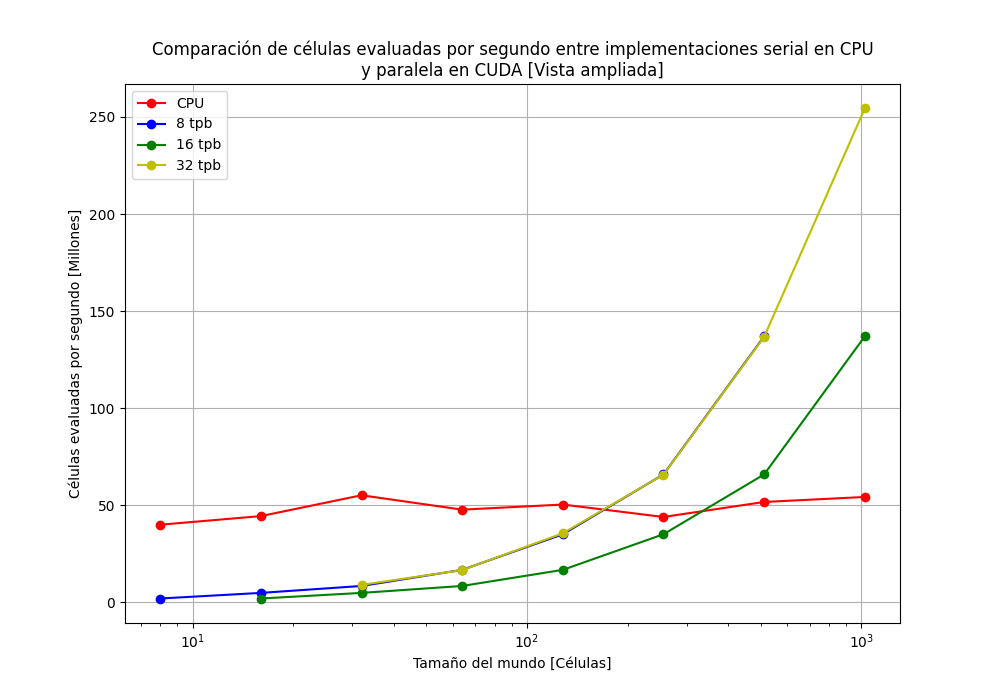 Comparación de células evaluadas por segundo entre implementaciones serial en CPU
y paralela en CUDA [Vista ampliada]
CPU
8 tpb
16 tpb
32 tpb
Células evaluadas por segundo [Millones]
250
200
150
100
50
0
10¹
10²
10³
Tamaño del mundo [Células]